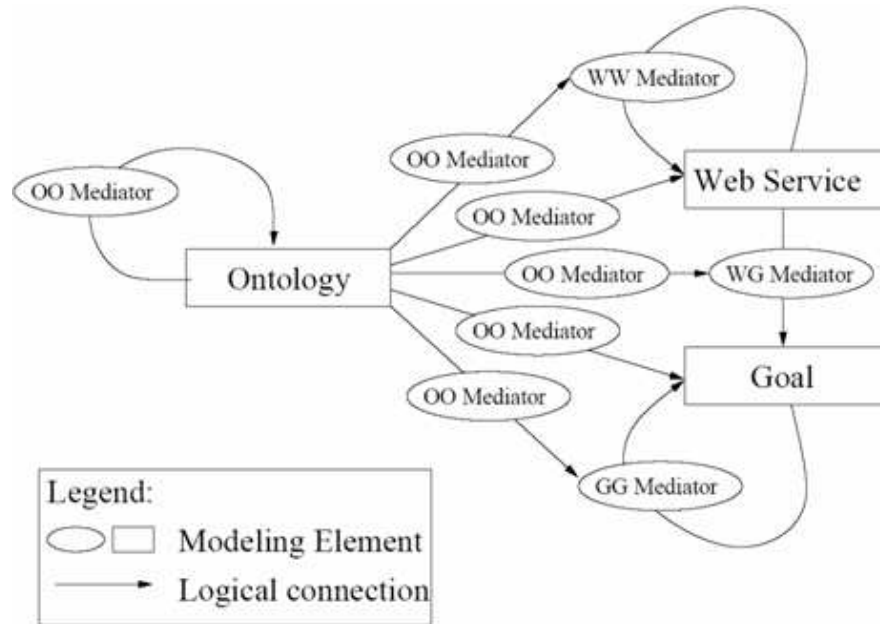 WW Mediator
OO Mediator
OO Mediator
Web Service
OO Mediator
Ontology
OO Mediator
WG Mediator
OO Mediator
Goal
OO Mediator
GG Mediator
Legend:
Modeling Element
Logical connection